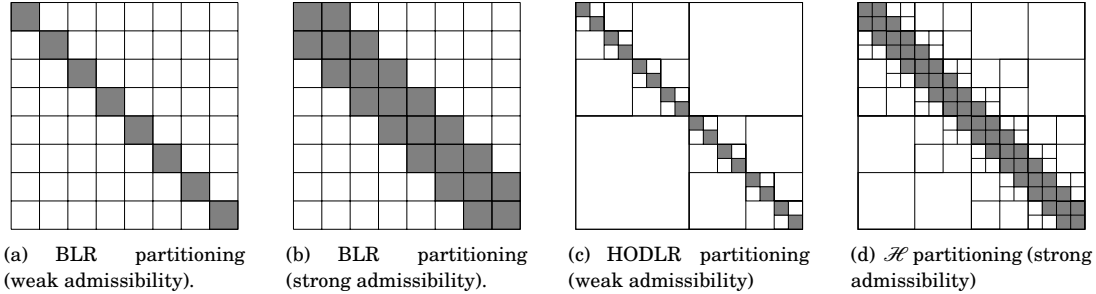 (a) BLR partitioning
(weak admissibility).
(b) BLR partitioning
(strong admissibility).
(c) HODLR partitioning
(weak admissibility)
(d) ℋ partitioning (strong
admissibility)